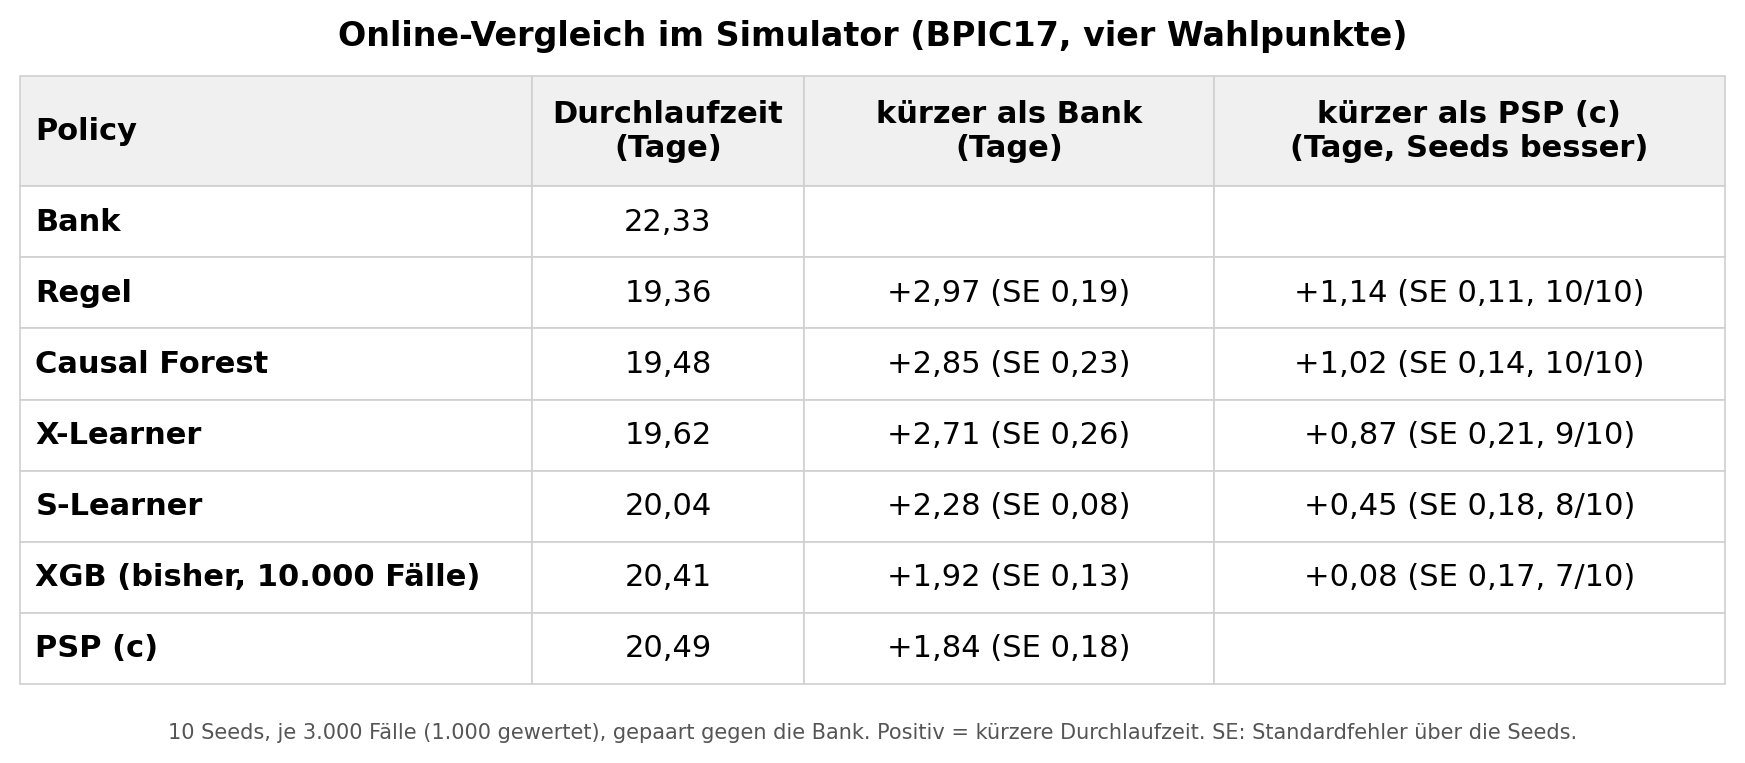 Online-Vergleich im Simulator (BPIC17, vier Wahlpunkte)
Policy
Durchlaufzeit
(Tage)
kürzer als Bank
(Tage)
kürzer als PSP (c)
(Tage, Seeds besser)
Bank 22,33
Regel 19,36 +2,97 (SE 0,19) +1,14 (SE 0,11, 10/10)
Causal Forest 19,48 +2,85 (SE 0,23) +1,02 (SE 0,14, 10/10)
X-Learner 19,62 +2,71 (SE 0,26) +0,87 (SE 0,21, 9/10)
S-Learner 20,04 +2,28 (SE 0,08) +0,45 (SE 0,18, 8/10)
XGB (bisher, 10.000 Fälle) 20,41 +1,92 (SE 0,13) +0,08 (SE 0,17, 7/10)
PSP (c) 20,49 +1,84 (SE 0,18)
10 Seeds, je 3.000 Fälle (1.000 gewertet), gepaart gegen die Bank. Positiv = kürzere Durchlaufzeit. SE: Standardfehler über die Seeds.